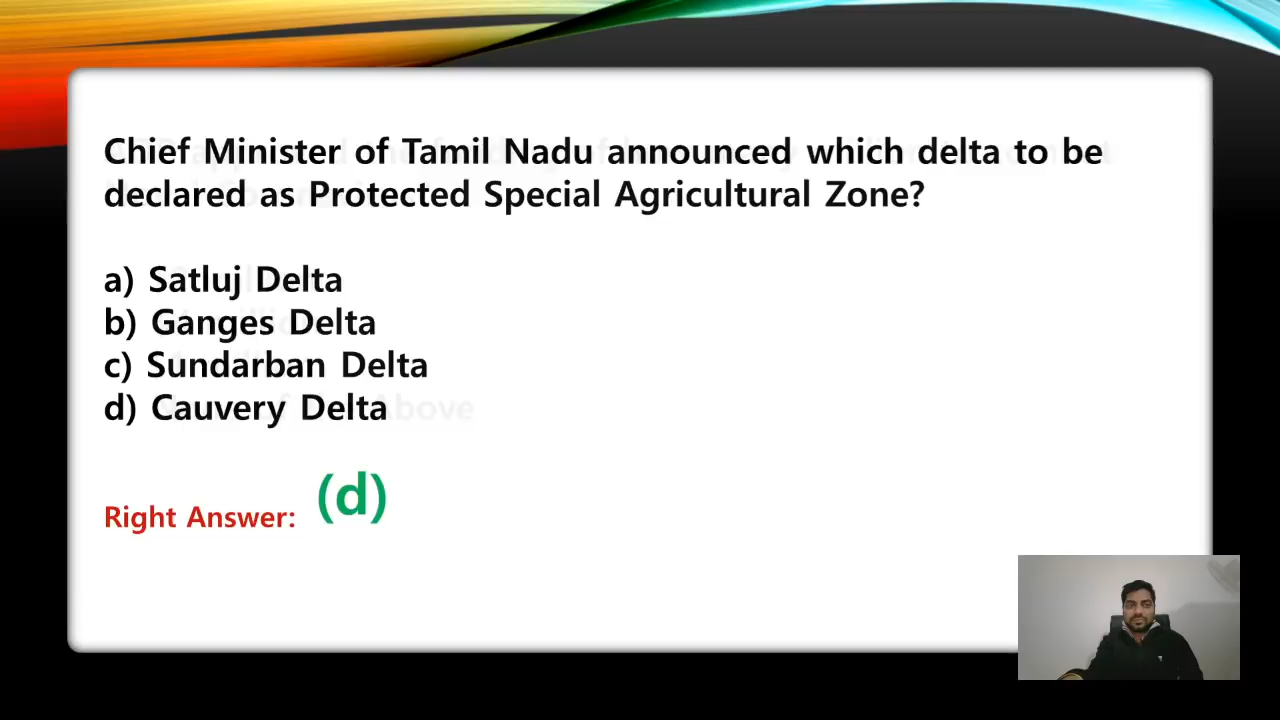 Chief Minister of Tamil Nadu announced which delta to be
declared as Protected Special Agricultural Zone?
a) Satluj Delta
b) Ganges Delta
c) Sundarban Delta
d) Cauvery Delta
Right Answer: (d)